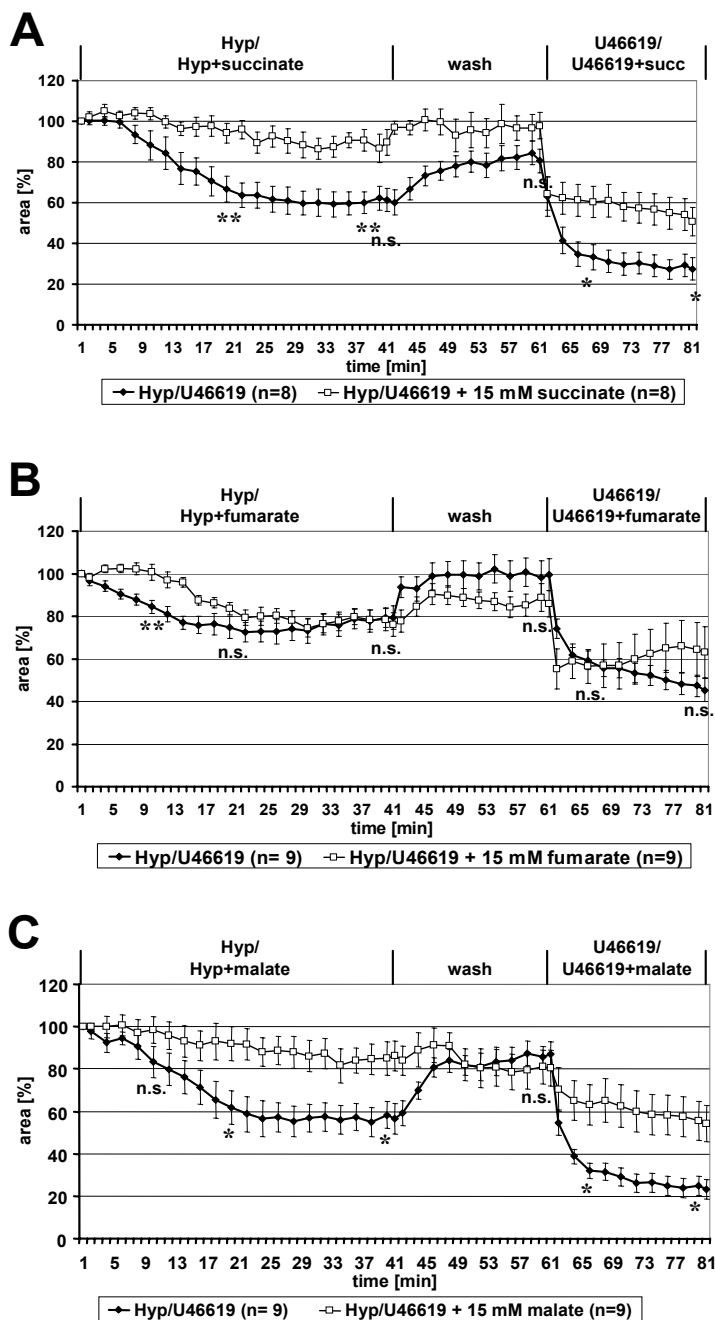 A
Hyp/ U46619/
Hyp+succinate wash U46619+succ
120
100
80
60
40
20
0
area [%]
** ** n.s. n.s. * *
1 5 9 13 17 21 25 29 33 37 41 45 49 53 57 61 65 69 73 77 81
time [min]
Hyp/U46619 (n=8) Hyp/U46619 + 15 mM succinate (n=8)
B
Hyp/ U46619/
Hyp+fumarate wash U46619+fumarate
120
100
80
60
40
20
0
area [%]
** n.s. n.s. n.s. n.s. n.s.
1 5 9 13 17 21 25 29 33 37 41 45 49 53 57 61 65 69 73 77 81
time [min]
Hyp/U46619 (n= 9) Hyp/U46619 + 15 mM fumarate (n=9)
C
Hyp/ U46619/
Hyp+malate wash U46619+malate
120
100
80
60
40
20
0
area [%]
n.s. * * n.s. * *
1 5 9 13 17 21 25 29 33 37 41 45 49 53 57 61 65 69 73 77 81
time [min]
Hyp/U46619 (n= 9) Hyp/U46619 + 15 mM malate (n=9)